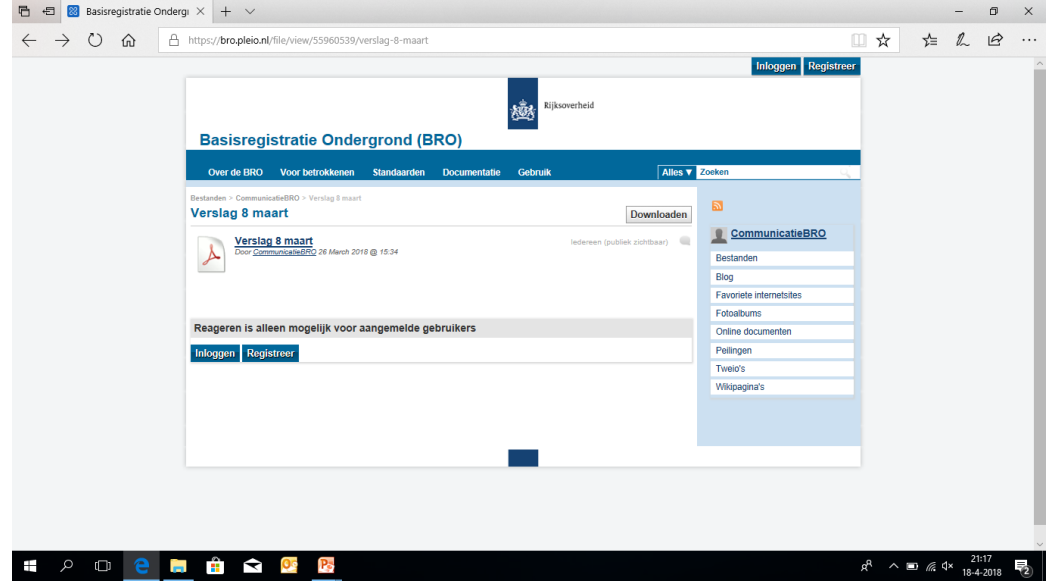 Basisregistratie Ondergr
https://bro.pleio.nl/file/view/55960539/verslag-8-maart
Inloggen Registreer
Rijksoverheid
Basisregistratie Ondergrond (BRO)
Over de BRO Voor betrokkenen Standaarden Documentatie Gebruik Alles ▼ Zoeken
Bestanden > CommunicatieBRO > Verslag 8 maart
Verslag 8 maart
Downloaden
Verslag 8 maart
Iedereen (publiek zichtbaar)
Door CommunicatieBRO 26 March 2018 @ 15:34
Reageren is alleen mogelijk voor aangemelde gebruikers
Inloggen Registreer
CommunicatieBRO
Bestanden
Blog
Favoriete internetsites
Fotoalbums
Online documenten
Peilingen
Tweio's
Wikipagina's
21:17
18-4-2018
2